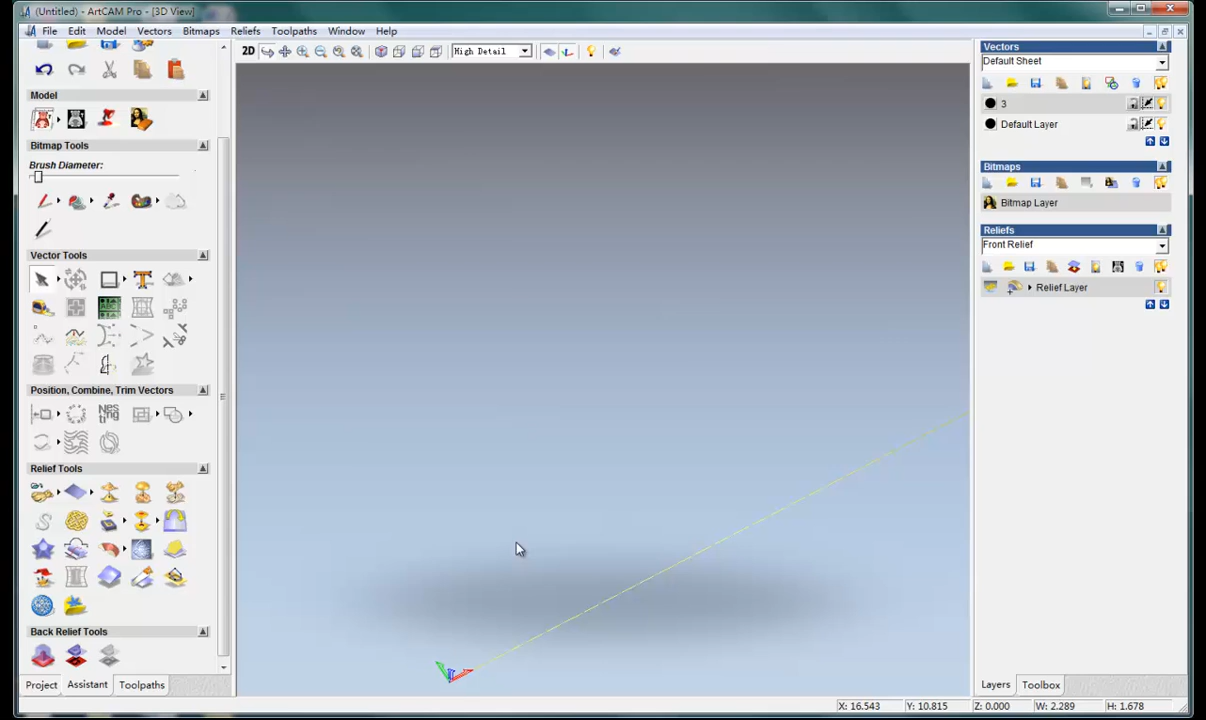 (Untitled) - ArtCAM Pro - [3D View]
File Edit Model Vectors Bitmaps Reliefs Toolpaths Window Help
2D High Detail
Model
Bitmap Tools
Brush Diameter:
Vector Tools
Position, Combine, Trim Vectors
Nes
ting
Relief Tools
Back Relief Tools
Project Assistant Toolpaths
Vectors
Default Sheet
3
Default Layer
Bitmaps
Bitmap Layer
Reliefs
Front Relief
Relief Layer
Layers Toolbox
X: 16.543 Y: 10.815 Z: 0.000 W: 2.289 H: 1.678